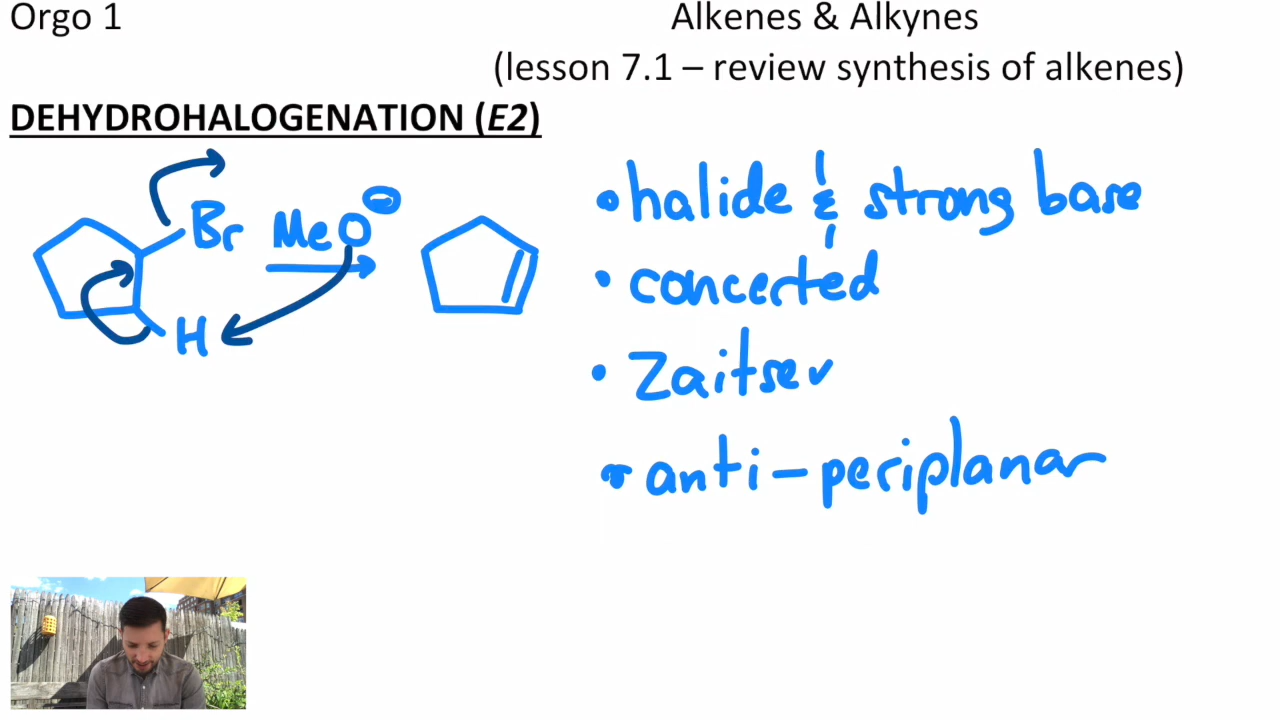 Orgo 1
Alkenes & Alkynes
(lesson 7.1 – review synthesis of alkenes)
DEHYDROHALOGENATION (E2)
Br
MeO⊖
H
• halide & strong base
• concerted
• Zaitsev
• anti-periplanar